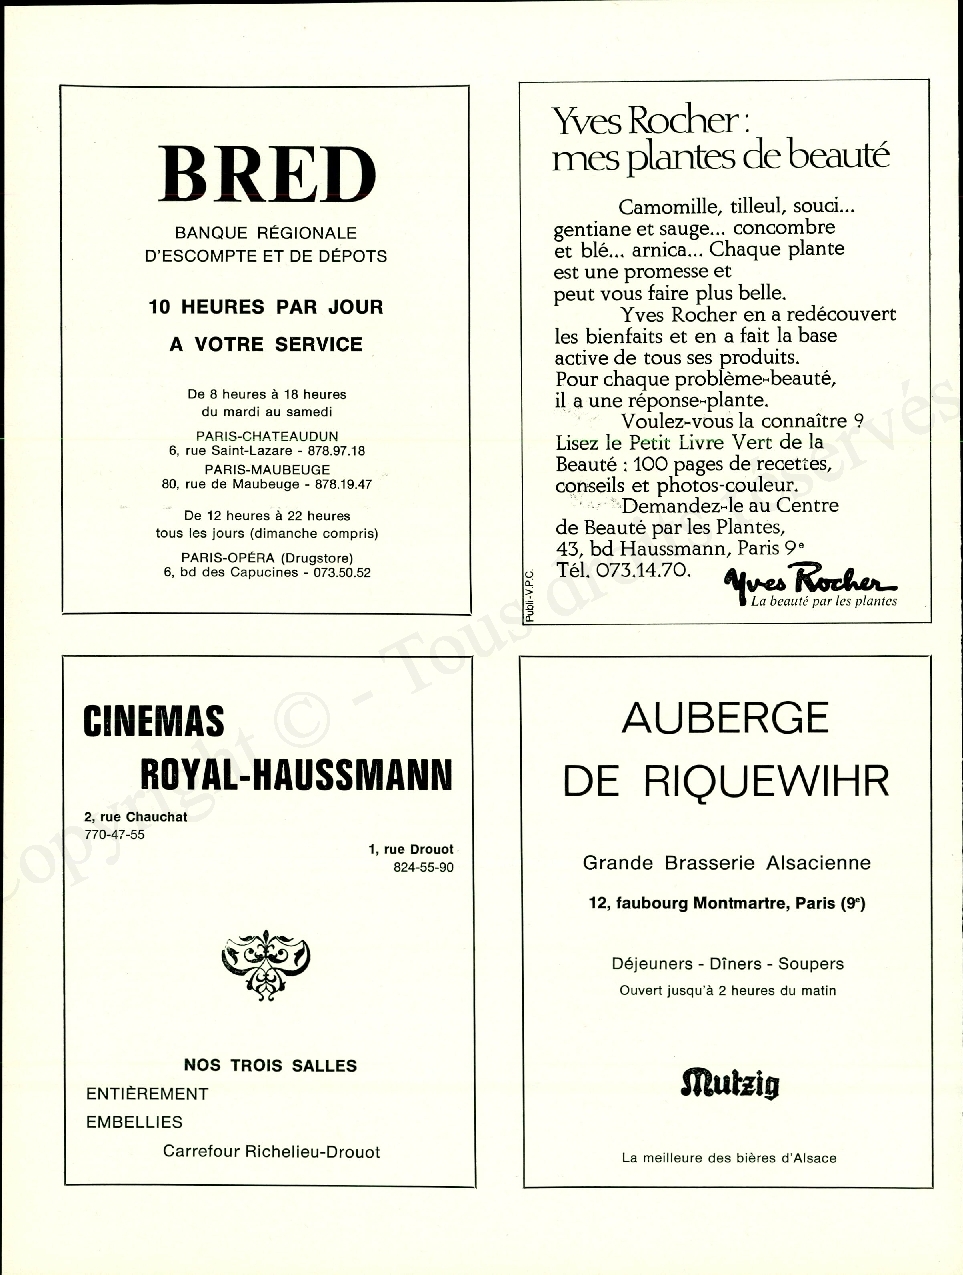 BRED
BANQUE RÉGIONALE
D'ESCOMPTE ET DE DÉPOTS
10 HEURES PAR JOUR
A VOTRE SERVICE
De 8 heures à 18 heures
du mardi au samedi
PARIS-CHATEAUDUN
6, rue Saint-Lazare - 878.97.18
PARIS-MAUBEUGE
80, rue de Maubeuge - 878.19.47
De 12 heures à 22 heures
tous les jours (dimanche compris)
PARIS-OPÉRA (Drugstore)
6, bd des Capucines - 073.50.52
Yves Rocher :
mes plantes de beauté
Camomille, tilleul, souci...
gentiane et sauge... concombre
et blé... arnica... Chaque plante
est une promesse et
peut vous faire plus belle.
Yves Rocher en a redécouvert
les bienfaits et en a fait la base
active de tous ses produits.
Pour chaque problème-beauté,
il a une réponse-plante.
Voulez-vous la connaître ?
Lisez le Petit Livre Vert de la
Beauté : 100 pages de recettes,
conseils et photos-couleur.
Demandez-le au Centre
de Beauté par les Plantes,
43, bd Haussmann, Paris 9e
Tél. 073.14.70.
Yves Rocher
La beauté par les plantes
Publi-V.P.C.
CINEMAS
ROYAL-HAUSSMANN
2, rue Chauchat
770-47-55
1, rue Drouot
824-55-90
NOS TROIS SALLES
ENTIÈREMENT
EMBELLIES
Carrefour Richelieu-Drouot
AUBERGE
DE RIQUEWIHR
Grande Brasserie Alsacienne
12, faubourg Montmartre, Paris (9e)
Déjeuners - Dîners - Soupers
Ouvert jusqu'à 2 heures du matin
Mutzig
La meilleure des bières d'Alsace
Copyright © - Tous droits réservés